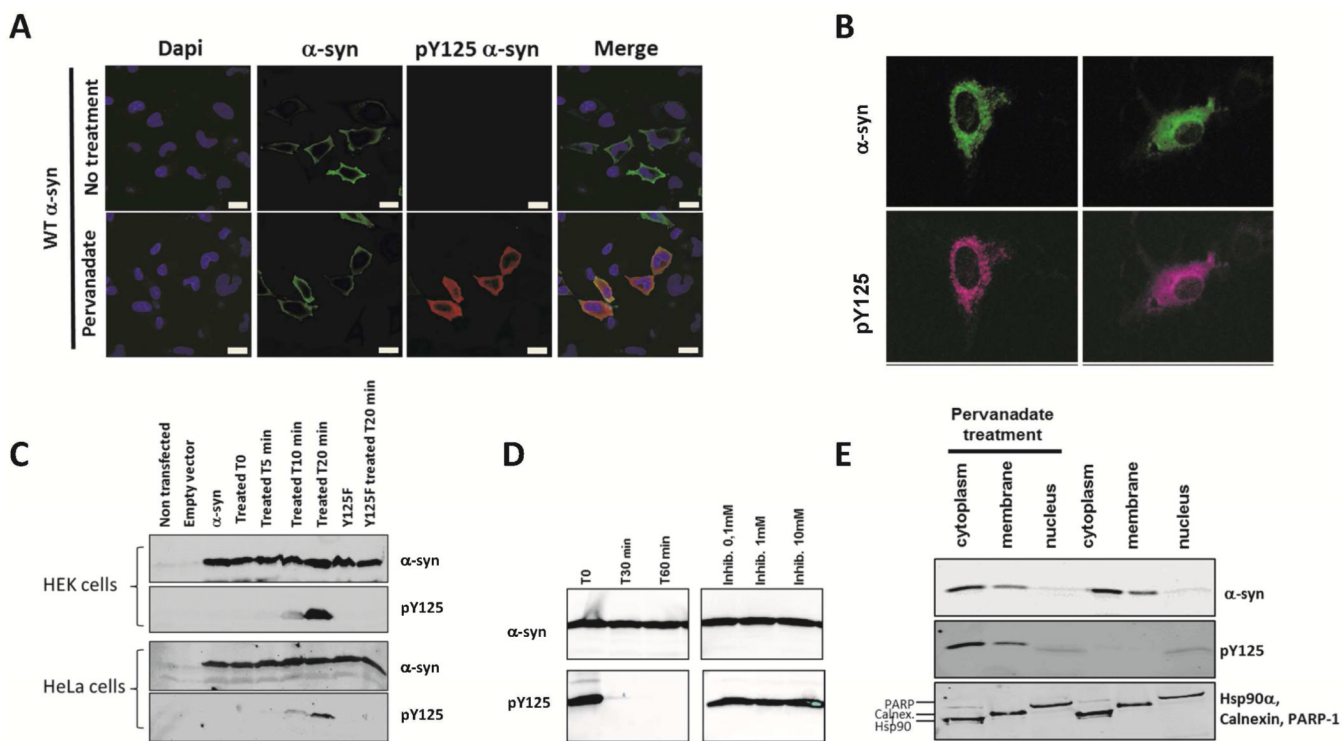 A
Dapi
α-syn
pY125 α-syn
Merge
WT α-syn
No treatment
Pervanadate
B
α-syn
pY125
C
Non transfected
Empty vector
α-syn
Treated T0
Treated T5 min
Treated T10 min
Treated T20 min
Y125F
Y125F treated T20 min
HEK cells
α-syn
pY125
HeLa cells
α-syn
pY125
D
T0
T30 min
T60 min
Inhib. 0,1mM
Inhib. 1mM
Inhib. 10mM
α-syn
pY125
E
Pervanadate
treatment
cytoplasm
membrane
nucleus
cytoplasm
membrane
nucleus
α-syn
pY125
PARP
Calnex.
Hsp90
Hsp90α,
Calnexin, PARP-1